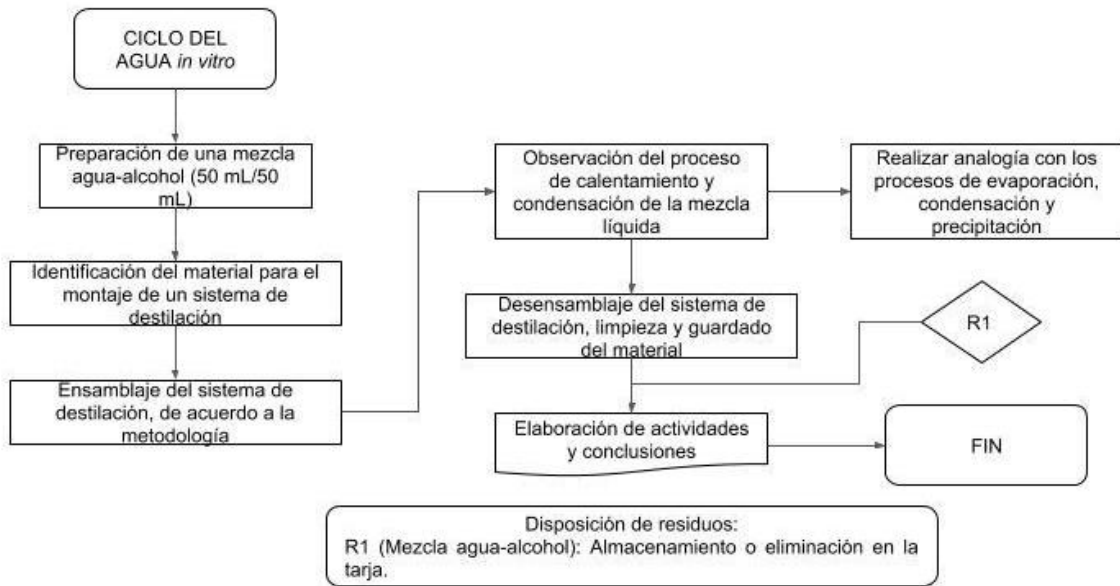 CICLO DEL
AGUA in vitro
Preparación de una mezcla
agua-alcohol (50 mL/50
mL)
Identificación del material para el
montaje de un sistema de
destilación
Ensamblaje del sistema de
destilación, de acuerdo a la
metodología
Observación del proceso
de calentamiento y
condensación de la mezcla
líquida
Realizar analogía con los
procesos de evaporación,
condensación y
precipitación
Desensamblaje del sistema de
destilación, limpieza y guardado
del material
R1
Elaboración de actividades
y conclusiones
FIN
Disposición de residuos:
R1 (Mezcla agua-alcohol): Almacenamiento o eliminación en la
tarja.